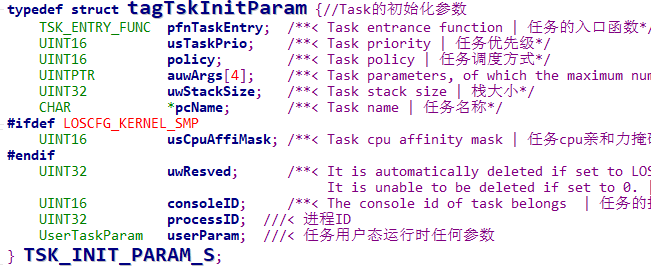 typedef struct tagTskInitParam {//Task的初始化参数
TSK_ENTRY_FUNC pfnTaskEntry; /**< Task entrance function | 任务的入口函数*/
UINT16 usTaskPrio; /**< Task priority | 任务优先级*/
UINT16 policy; /**< Task policy | 任务调度方式*/
UINTPTR auwArgs[4]; /**< Task parameters, of which the maximum num
UINT32 uwStackSize; /**< Task stack size | 栈大小*/
CHAR *pcName; /**< Task name | 任务名称*/
#ifdef LOSCFG_KERNEL_SMP
UINT16 usCpuAffiMask; /**< Task cpu affinity mask | 任务cpu亲和力掩码
#endif
UINT32 uwResved; /**< It is automatically deleted if set to LOS
It is unable to be deleted if set to 0. |
UINT16 consoleID; /**< The console id of task belongs | 任务的
UINT32 processID; ///< 进程ID
UserTaskParam userParam; ///< 任务用户态运行时任何参数
} TSK_INIT_PARAM_S;